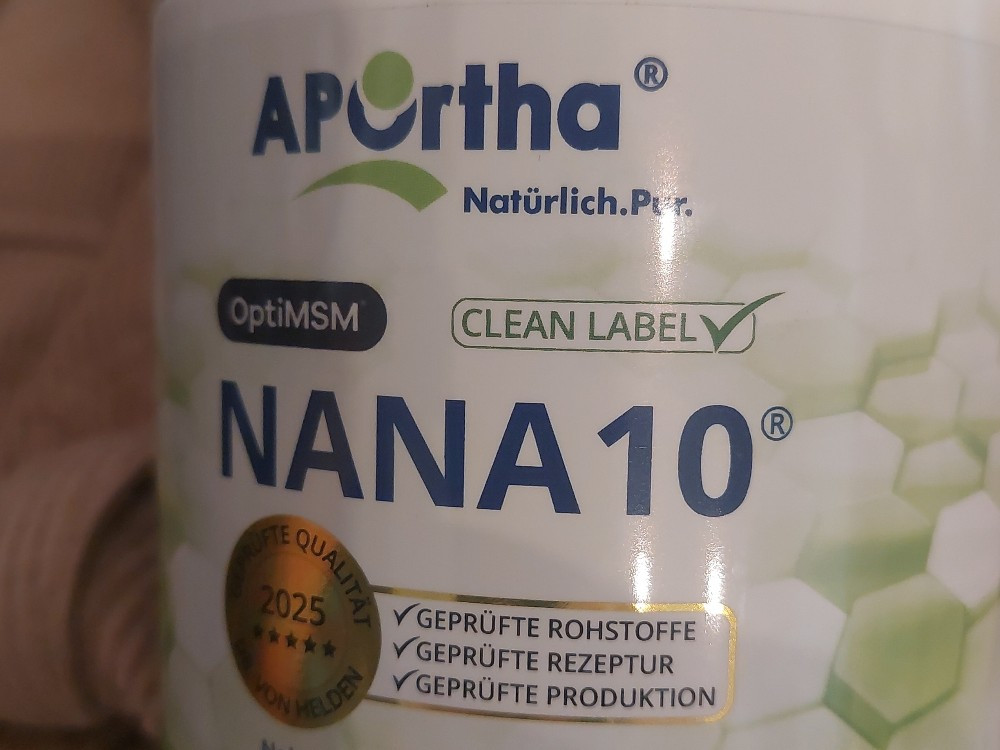 APOrtha®
Natürlich.Pur.
OptiMSM®
CLEAN LABEL
NANA10®
GEPRÜFTE QUALITÄT
2025
VON HELDEN
✓GEPRÜFTE ROHSTOFFE
✓GEPRÜFTE REZEPTUR
✓GEPRÜFTE PRODUKTION